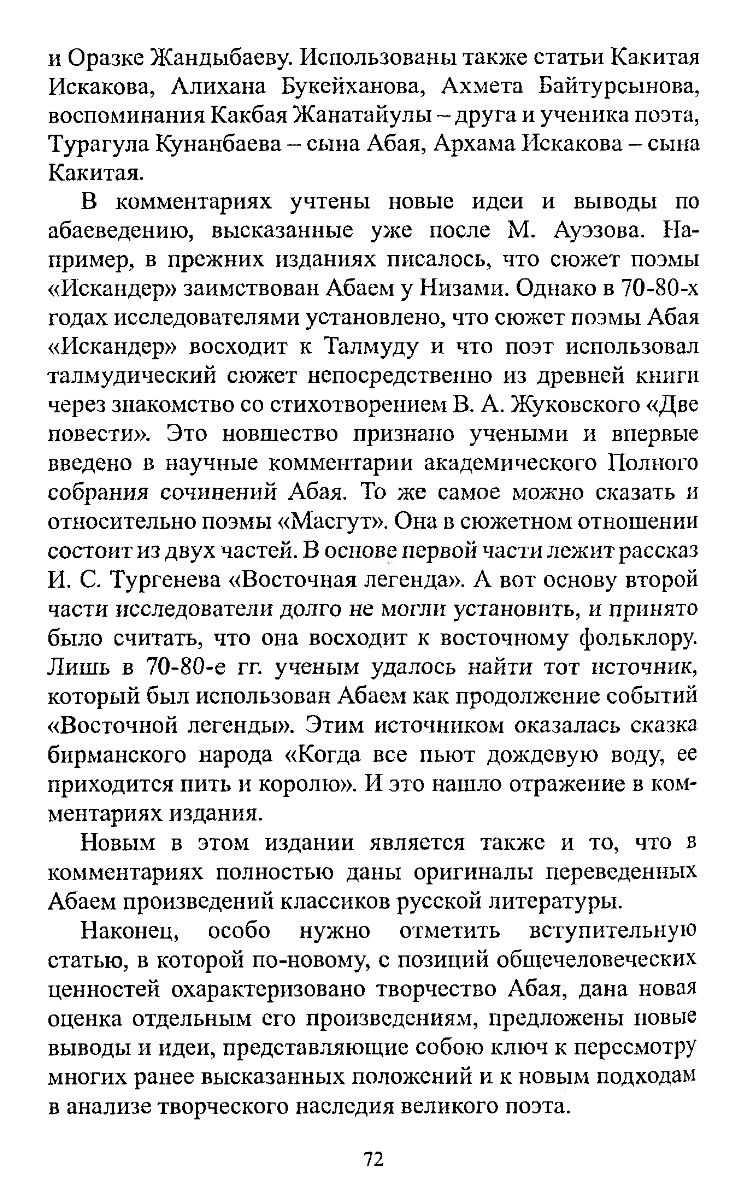 и Оразке Жандыбаеву. Использованы также статьи Какитая
Искакова, Алихана Букейханова, Ахмета Байтурсынова,
воспоминания Какбая Жанатайулы – друга и ученика поэта,
Турагула Кунанбаева – сына Абая, Архама Искакова – сына
Какитая.
В комментариях учтены новые идеи и выводы по
абаеведению, высказанные уже после М. Ауэзова. На-
пример, в прежних изданиях писалось, что сюжет поэмы
«Искандер» заимствован Абаем у Низами. Однако в 70-80-х
годах исследователями установлено, что сюжет поэмы Абая
«Искандер» восходит к Талмуду и что поэт использовал
талмудический сюжет непосредственно из древней книги
через знакомство со стихотворением В. А. Жуковского «Две
повести». Это новшество признано учеными и впервые
введено в научные комментарии академического Полного
собрания сочинений Абая. То же самое можно сказать и
относительно поэмы «Масгут». Она в сюжетном отношении
состоит из двух частей. В основе первой части лежит рассказ
И. С. Тургенева «Восточная легенда». А вот основу второй
части исследователи долго не могли установить, и принято
было считать, что она восходит к восточному фольклору.
Лишь в 70-80-е гг. ученым удалось найти тот источник,
который был использован Абаем как продолжение событий
«Восточной легенды». Этим источником оказалась сказка
бирманского народа «Когда все пьют дождевую воду, ее
приходится пить и королю». И это нашло отражение в ком-
ментариях издания.
Новым в этом издании является также и то, что в
комментариях полностью даны оригиналы переведенных
Абаем произведений классиков русской литературы.
Наконец, особо нужно отметить вступительную
статью, в которой по-новому, с позиций общечеловеческих
ценностей охарактеризовано творчество Абая, дана новая
оценка отдельным его произведениям, предложены новые
выводы и идеи, представляющие собою ключ к пересмотру
многих ранее высказанных положений и к новым подходам
в анализе творческого наследия великого поэта.
72